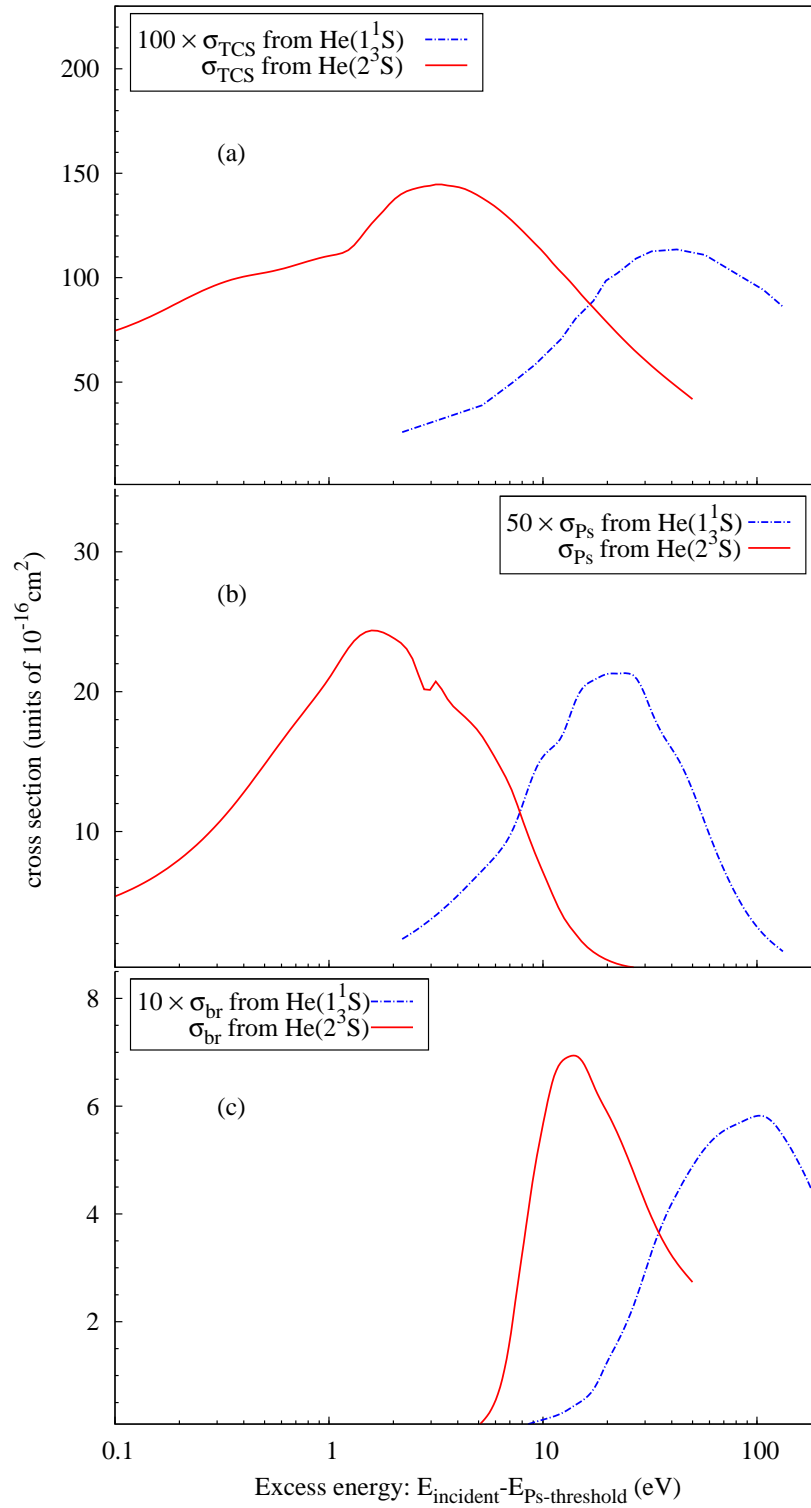 100 × σTCS from He(1¹S)
σTCS from He(2³S)
220
(a)
150
100
50
50 × σPs from He(1¹S)
σPs from He(2³S)
30
(b)
20
10
cross section (units of 10⁻¹⁶cm²)
10 × σbr from He(1¹S)
σbr from He(2³S)
8
6
(c)
4
2
0.1 1 10 100
Excess energy: Eincident-EPs-threshold (eV)